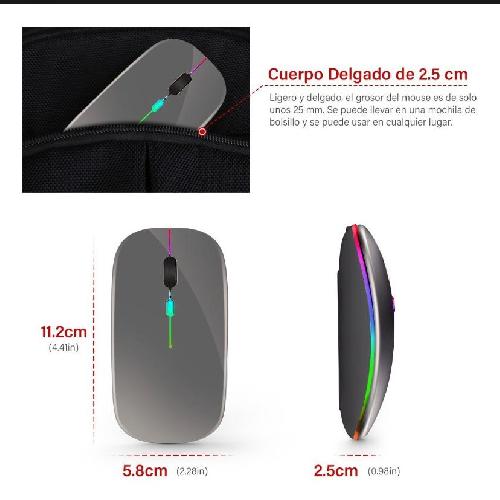 Cuerpo Delgado de 2.5 cm
Ligero y delgado, el grosor del mouse es de solo
unos 25 mm. Se puede llevar en una mochila de
bolsillo y se puede usar en cualquier lugar.
11.2cm
(4.41in)
5.8cm (2.28in)
2.5cm (0.98in)